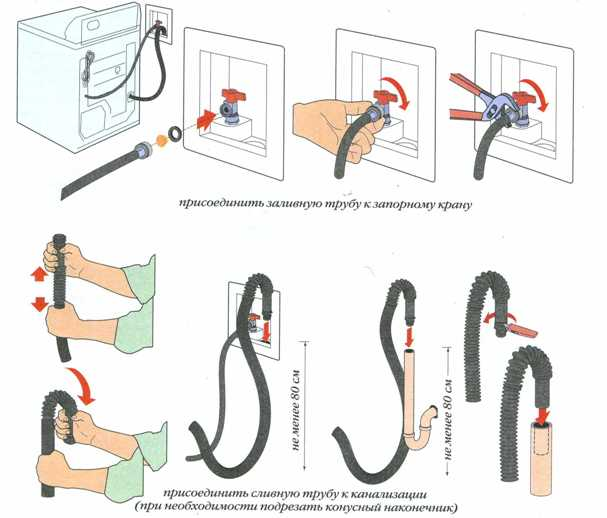 присоединить заливную трубу к запорному крану
не менее 80 см
не менее 80 см
присоединить сливную трубу к канализации
(при необходимости подрезать конусный наконечник)